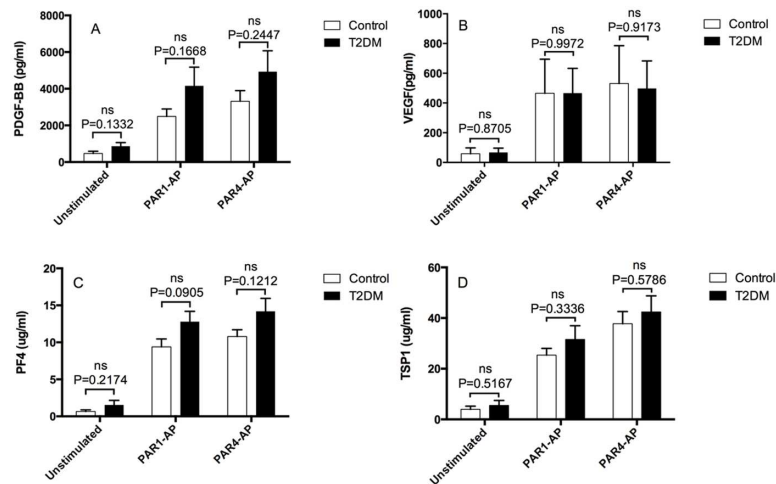 A
ns
P=0.2447
ns
P=0.1668
ns
P=0.1332
8000
6000
4000
2000
0
PDGF-BB (pg/ml)
Unstimulated
PAR1-AP
PAR4-AP
Control
T2DM
B
ns
P=0.9173
ns
P=0.9972
ns
P=0.8705
1000
800
600
400
200
0
VEGF(pg/ml)
Unstimulated
PAR1-AP
PAR4-AP
Control
T2DM
C
ns
P=0.1212
ns
P=0.0905
ns
P=0.2174
20
15
10
5
0
PF4 (ug/ml)
Unstimulated
PAR1-AP
PAR4-AP
Control
T2DM
D
ns
P=0.5786
ns
P=0.3336
ns
P=0.5167
60
40
20
0
TSP1 (ug/ml)
Unstimulated
PAR1-AP
PAR4-AP
Control
T2DM